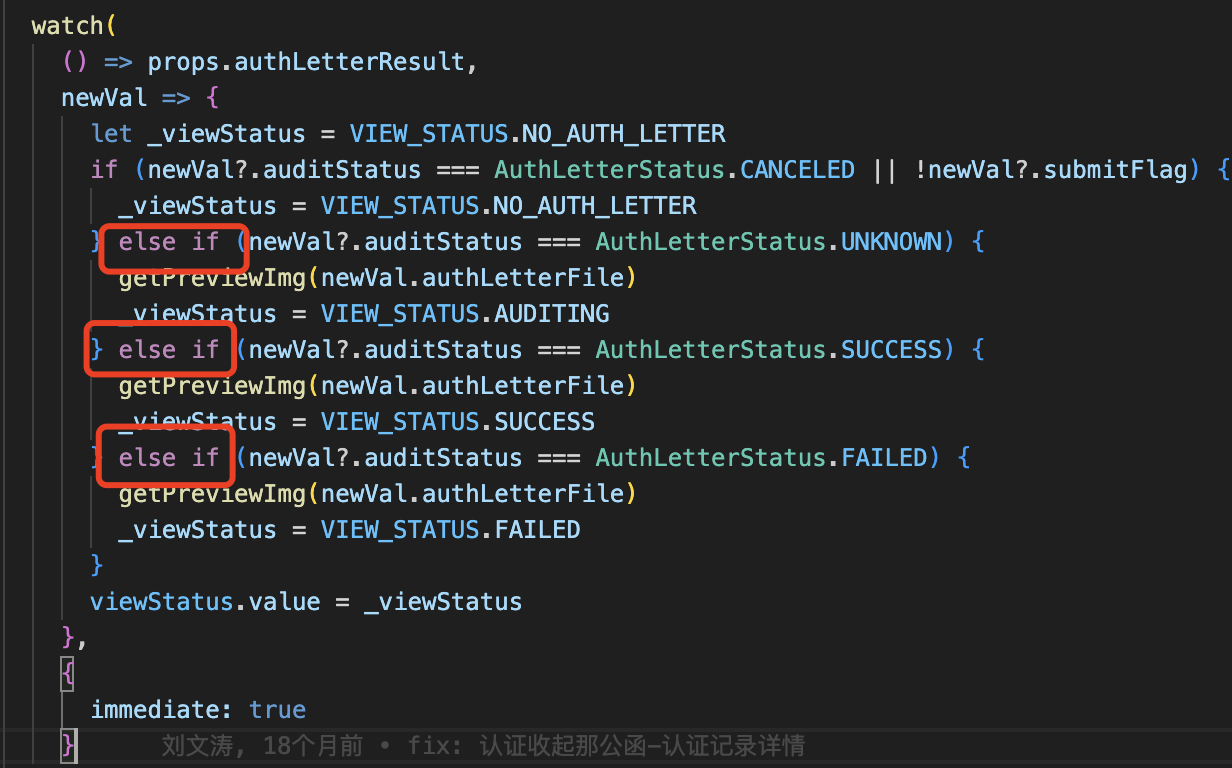 watch(
() => props.authLetterResult,
newVal => {
let _viewStatus = VIEW_STATUS.NO_AUTH_LETTER
if (newVal?.auditStatus === AuthLetterStatus.CANCELED || !newVal?.submitFlag) {
_viewStatus = VIEW_STATUS.NO_AUTH_LETTER
} else if (newVal?.auditStatus === AuthLetterStatus.UNKNOWN) {
getPreviewImg(newVal.authLetterFile)
_viewStatus = VIEW_STATUS.AUDITING
} else if (newVal?.auditStatus === AuthLetterStatus.SUCCESS) {
getPreviewImg(newVal.authLetterFile)
_viewStatus = VIEW_STATUS.SUCCESS
} else if (newVal?.auditStatus === AuthLetterStatus.FAILED) {
getPreviewImg(newVal.authLetterFile)
_viewStatus = VIEW_STATUS.FAILED
}
viewStatus.value = _viewStatus
},
{
immediate: true
} 刘文涛, 18个月前 • fix: 认证收起那公函-认证记录详情